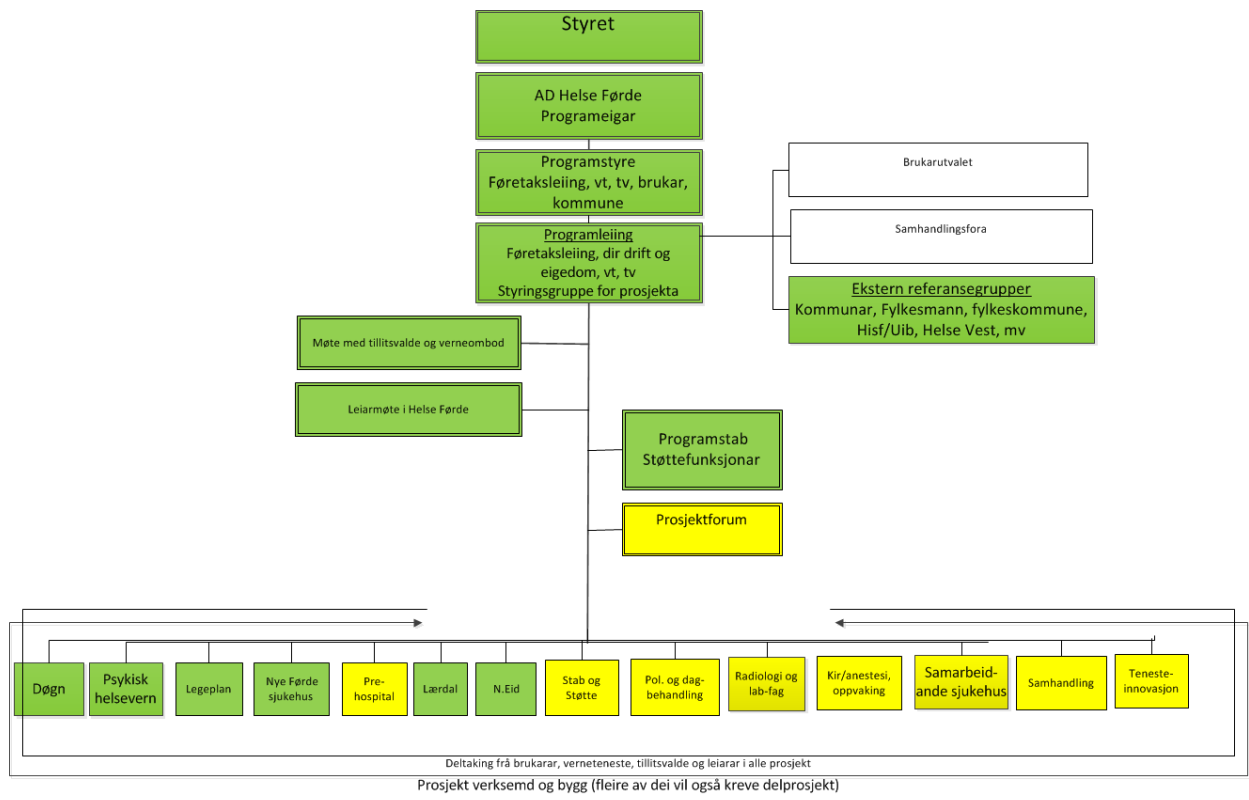 Styret
AD Helse Førde
Programeigar
Programstyre
Føretaksleiing, vt, tv, brukar,
kommune
Programleiing
Føretaksleiing, dir drift og
eigedom, vt, tv
Styringsgruppe for prosjekta
Brukarutvalet
Samhandlingsfora
Ekstern referansegrupper
Kommunar, Fylkesmann, fylkeskommune,
Hisf/Uib, Helse Vest, mv
Møte med tillitsvalde og verneombod
Leiarmøte i Helse Førde
Programstab
Støttefunksjonar
Prosjektforum
Døgn
Psykisk
helsevern
Legeplan
Nye Førde
sjukehus
Pre-
hospital
Lærdal
N.Eid
Stab og
Støtte
Pol. og dag-
behandling
Radiologi og
lab-fag
Kir/anestesi,
oppvaking
Samarbeid-
ande sjukehus
Samhandling
Teneste-
innovasjon
Deltaking frå brukarar, verneteneste, tillitsvalde og leiarar i alle prosjekt
Prosjekt verksemd og bygg (fleire av dei vil også kreve delprosjekt)